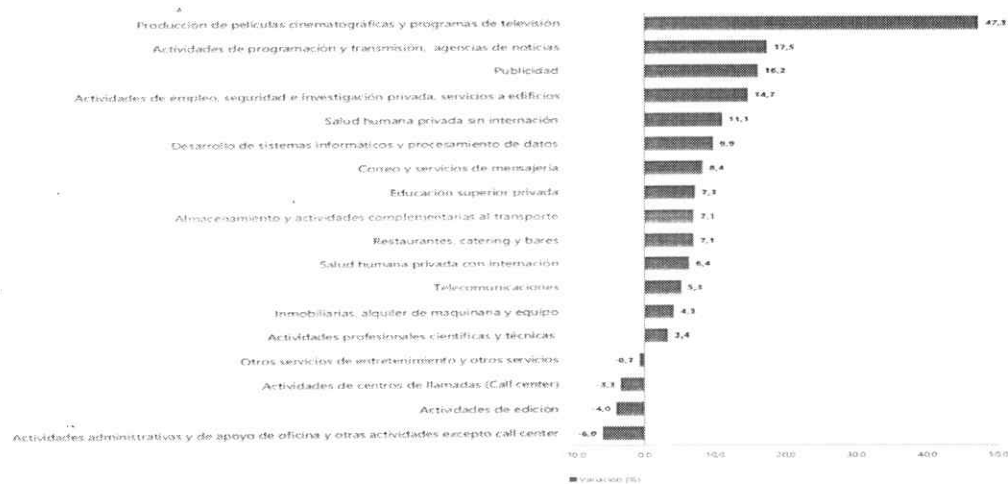 Producción de películas cinematográficas y programas de televisión 47,3
Actividades de programación y transmisión, agencias de noticias 17,5
Publicidad 16,2
Actividades de empleo, seguridad e investigación privada, servicios a edificios 14,7
Salud humana privada sin internación 11,1
Desarrollo de sistemas informáticos y procesamiento de datos 9,9
Correo y servicios de mensajería 8,4
Educación superior privada 7,3
Almacenamiento y actividades complementarias al transporte 7,1
Restaurantes, catering y bares 7,1
Salud humana privada con internación 6,4
Telecomunicaciones 5,3
Inmobiliarias, alquiler de maquinaria y equipo 4,3
Actividades profesionales científicas y técnicas 3,4
Otros servicios de entretenimiento y otros servicios -0,7
Actividades de centros de llamadas (Call center) -3,3
Actividades de edición -4,0
Actividades administrativas y de apoyo de oficina y otras actividades excepto call center -6,0
10,0 0,0 10,0 20,0 30,0 40,0 50,0
Variación (%)